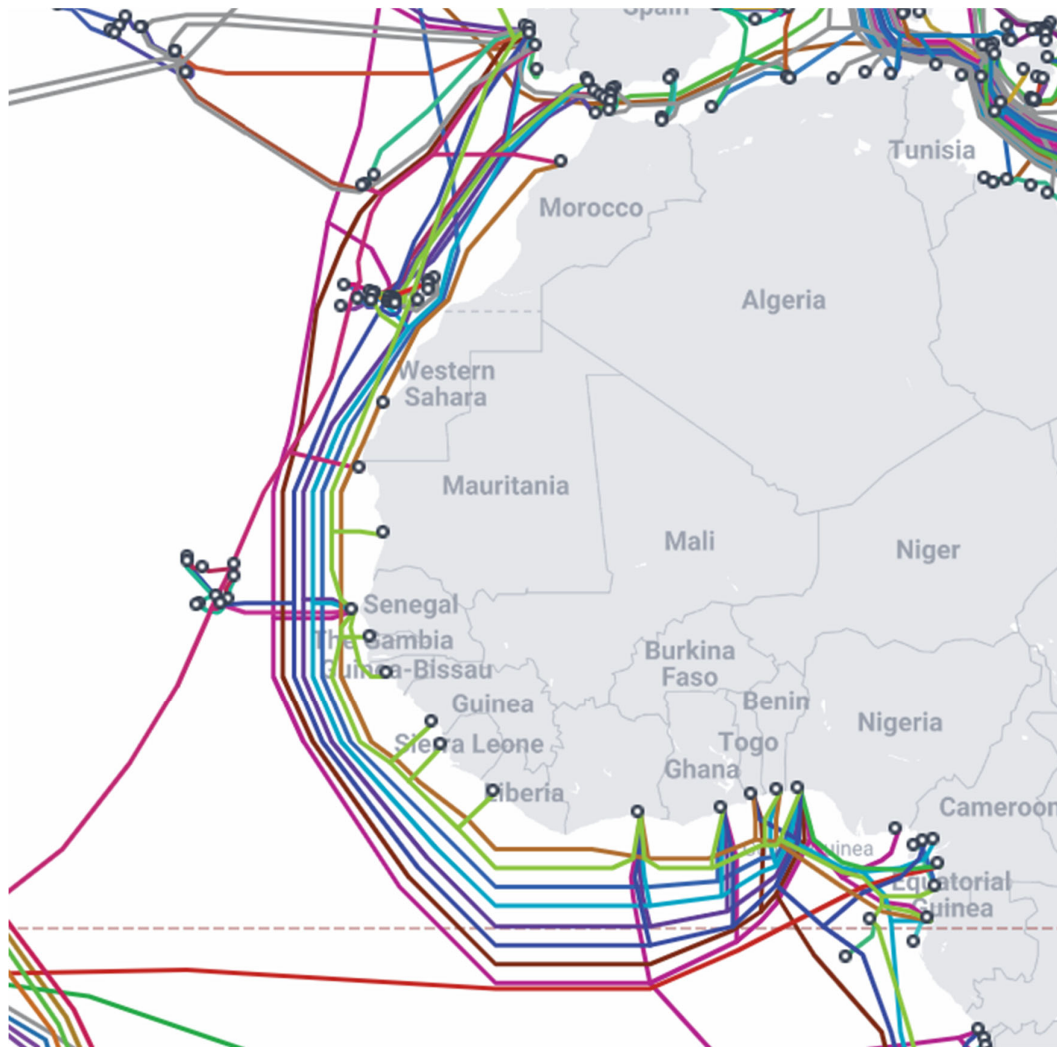 Spain
Tunisia
Morocco
Algeria
Western
Sahara
Mauritania
Mali
Niger
Senegal
The Gambia
Guinea-Bissau
Burkina
Faso
Guinea
Benin
Nigeria
Sierra Leone
Togo
Ghana
Liberia
Cameroon
Equatorial
Guinea